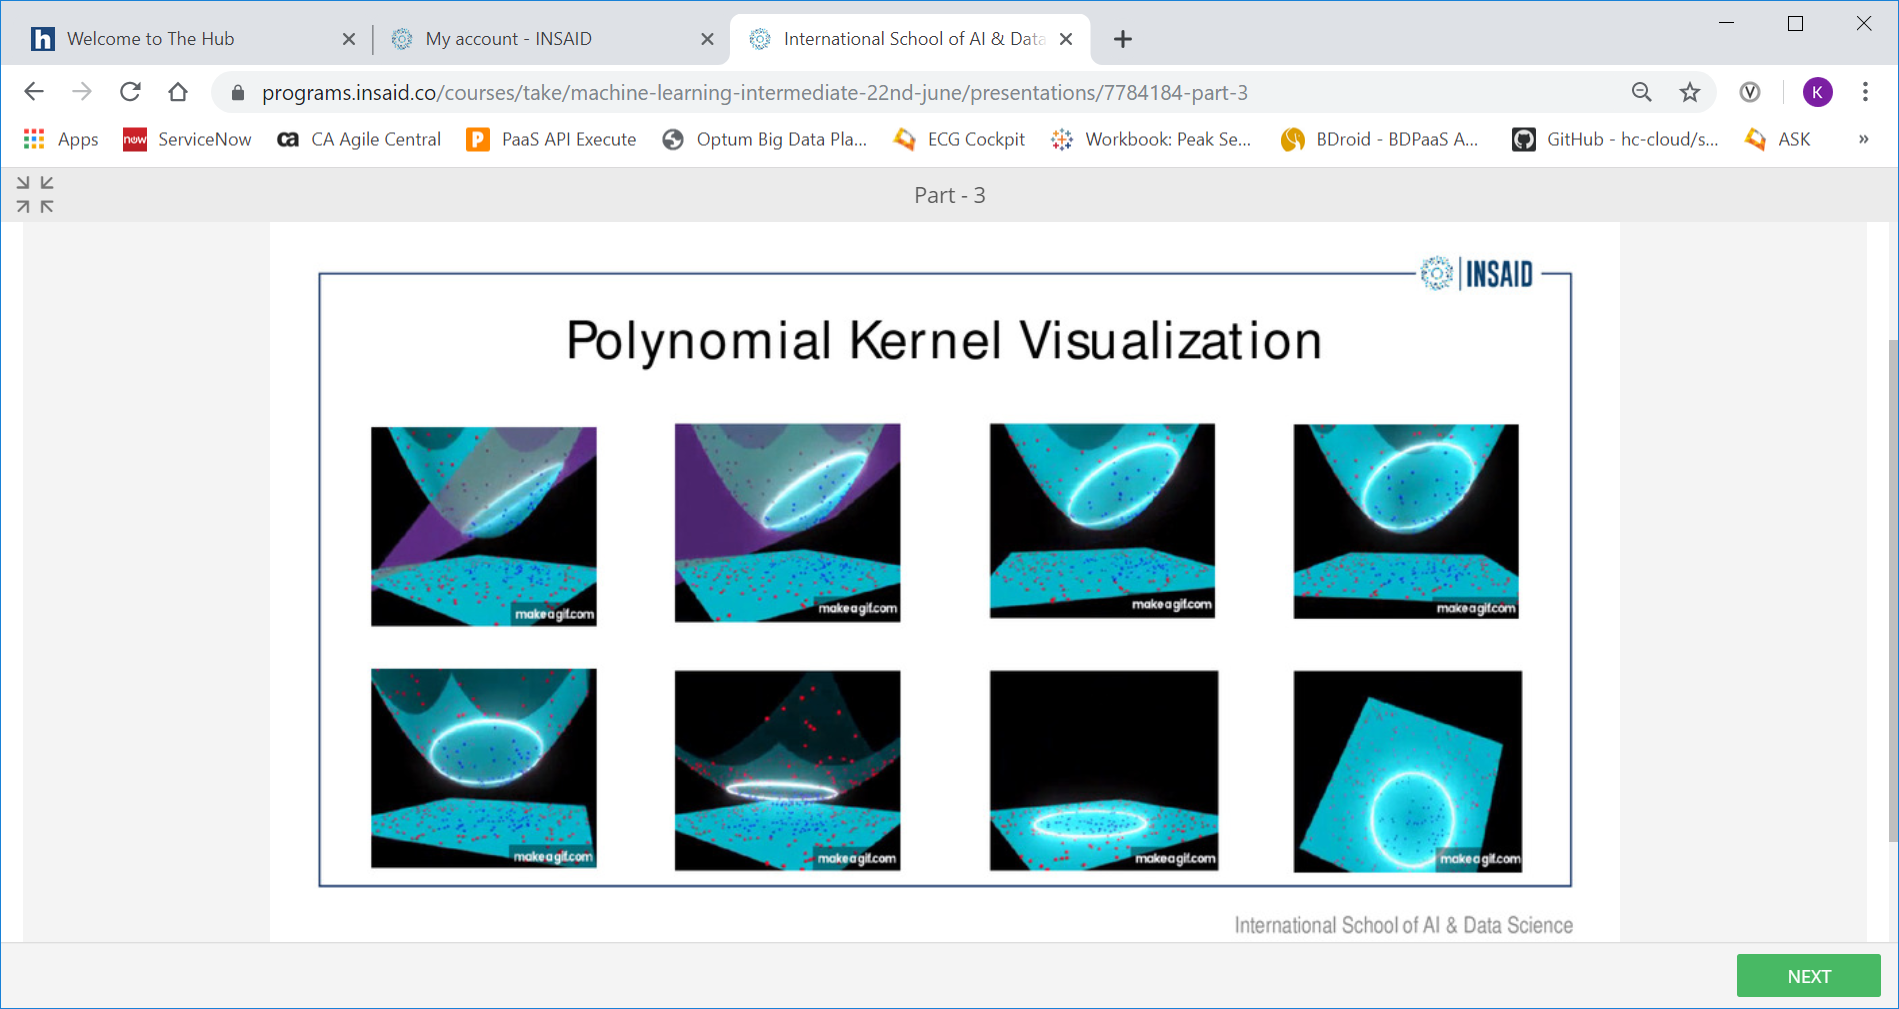 Welcome to The Hub
My account - INSAID
International School of AI & Data
programs.insaid.co/courses/take/machine-learning-intermediate-22nd-june/presentations/7784184-part-3
K
Apps
now ServiceNow
ca CA Agile Central
P PaaS API Execute
Optum Big Data Pla...
ECG Cockpit
Workbook: Peak Se...
BDroid - BDPaaS A...
GitHub - hc-cloud/s...
ASK
»
Part - 3
INSAID
Polynomial Kernel Visualization
makeagif.com
makeagif.com
makeagif.com
makeagif.com
makeagif.com
makeagif.com
makeagif.com
makeagif.com
International School of AI & Data Science
NEXT